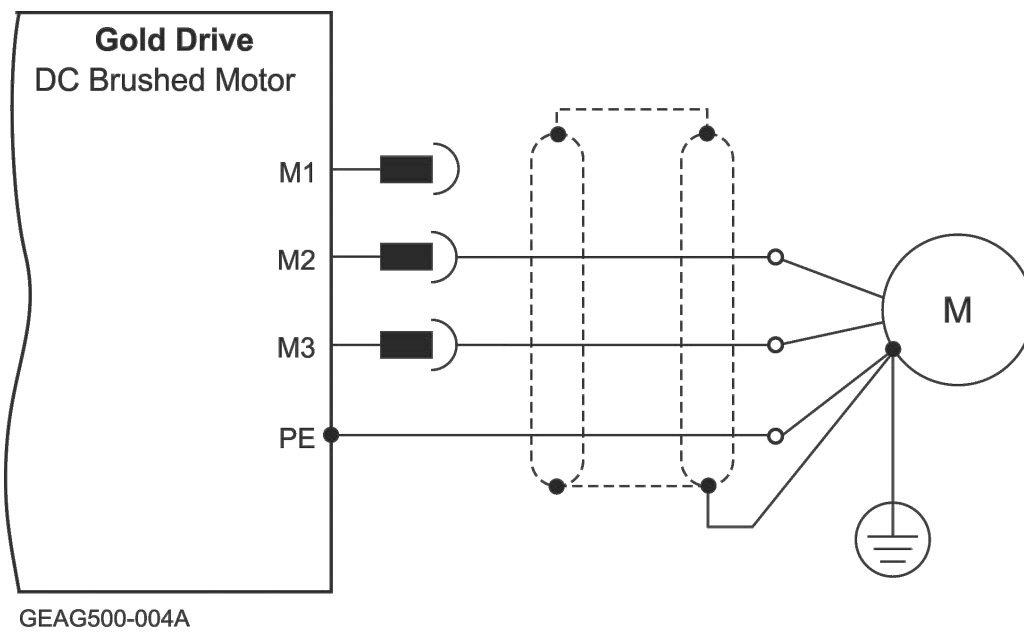 Gold Drive
DC Brushed Motor
M1
M2
M
M3
PE
GEAG500-004A